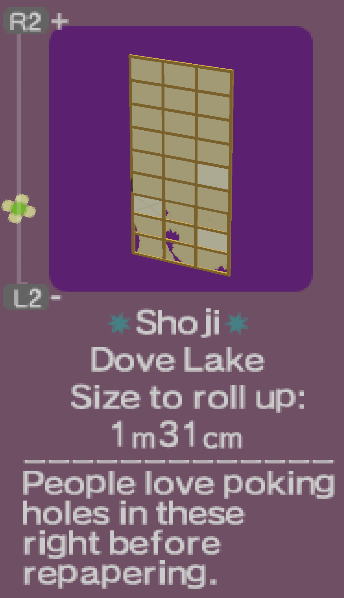 R2 +
L2 -
Shoji
Dove Lake
Size to roll up:
1m31cm
People love poking
holes in these
right before
repapering.